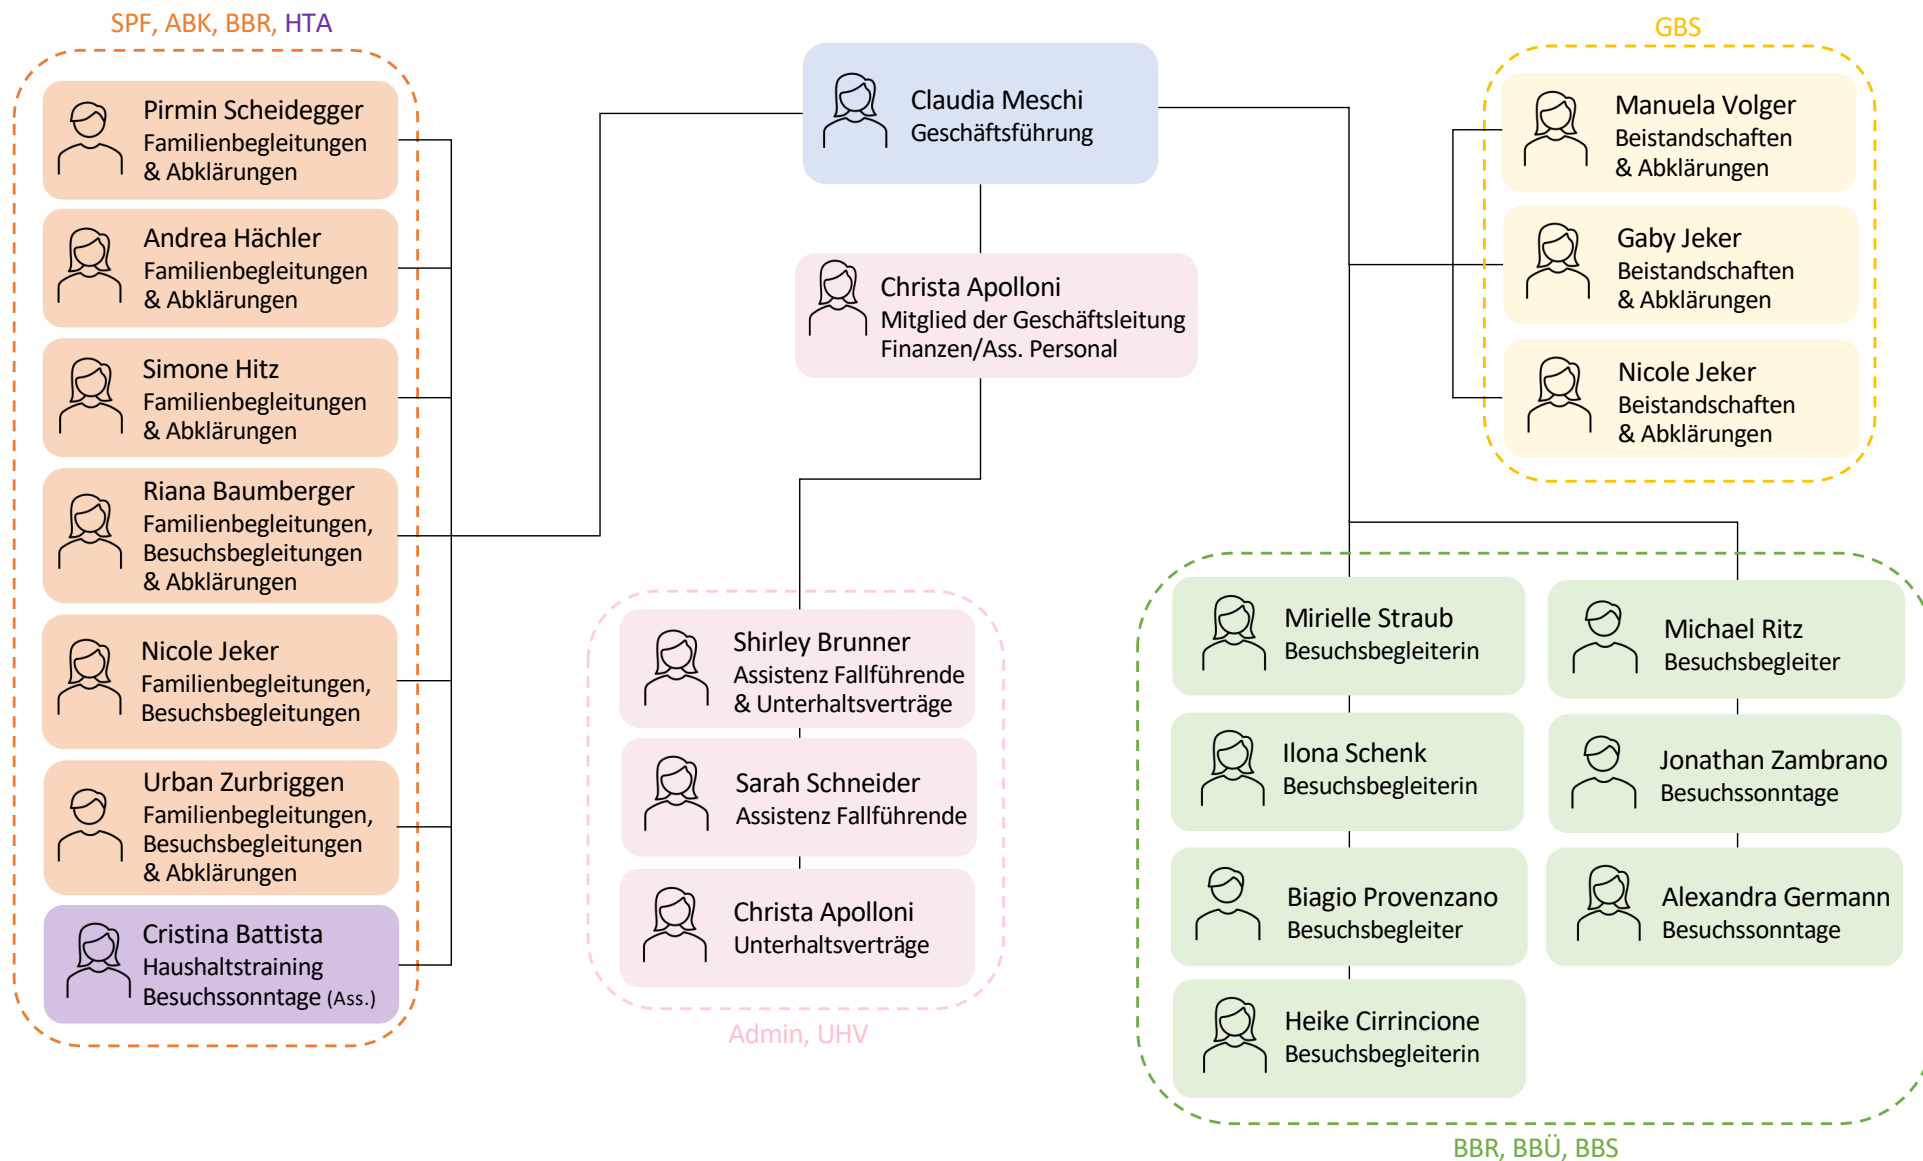 SPF, ABK, BBR, HTA
Pirmin Scheidegger
Familienbegleitungen
& Abklärungen
Andrea Hächler
Familienbegleitungen
& Abklärungen
Simone Hitz
Familienbegleitungen
& Abklärungen
Riana Baumberger
Familienbegleitungen,
Besuchsbegleitungen
& Abklärungen
Nicole Jeker
Familienbegleitungen,
Besuchsbegleitungen
Urban Zurbriggen
Familienbegleitungen,
Besuchsbegleitungen
& Abklärungen
Cristina Battista
Haushaltstraining
Besuchssonntage (Ass.)
Claudia Meschi
Geschäftsführung
Christa Apolloni
Mitglied der Geschäftsleitung
Finanzen/Ass. Personal
Shirley Brunner
Assistenz Fallführende
& Unterhaltsverträge
Sarah Schneider
Assistenz Fallführende
Christa Apolloni
Unterhaltsverträge
Admin, UHV
GBS
Manuela Volger
Beistandschaften
& Abklärungen
Gaby Jeker
Beistandschaften
& Abklärungen
Nicole Jeker
Beistandschaften
& Abklärungen
Mirielle Straub
Besuchsbegleiterin
Ilona Schenk
Besuchsbegleiterin
Biagio Provenzano
Besuchsbegleiter
Heike Cirrincione
Besuchsbegleiterin
Michael Ritz
Besuchsbegleiter
Jonathan Zambrano
Besuchssonntage
Alexandra Germann
Besuchssonntage
BBR, BBÜ, BBS